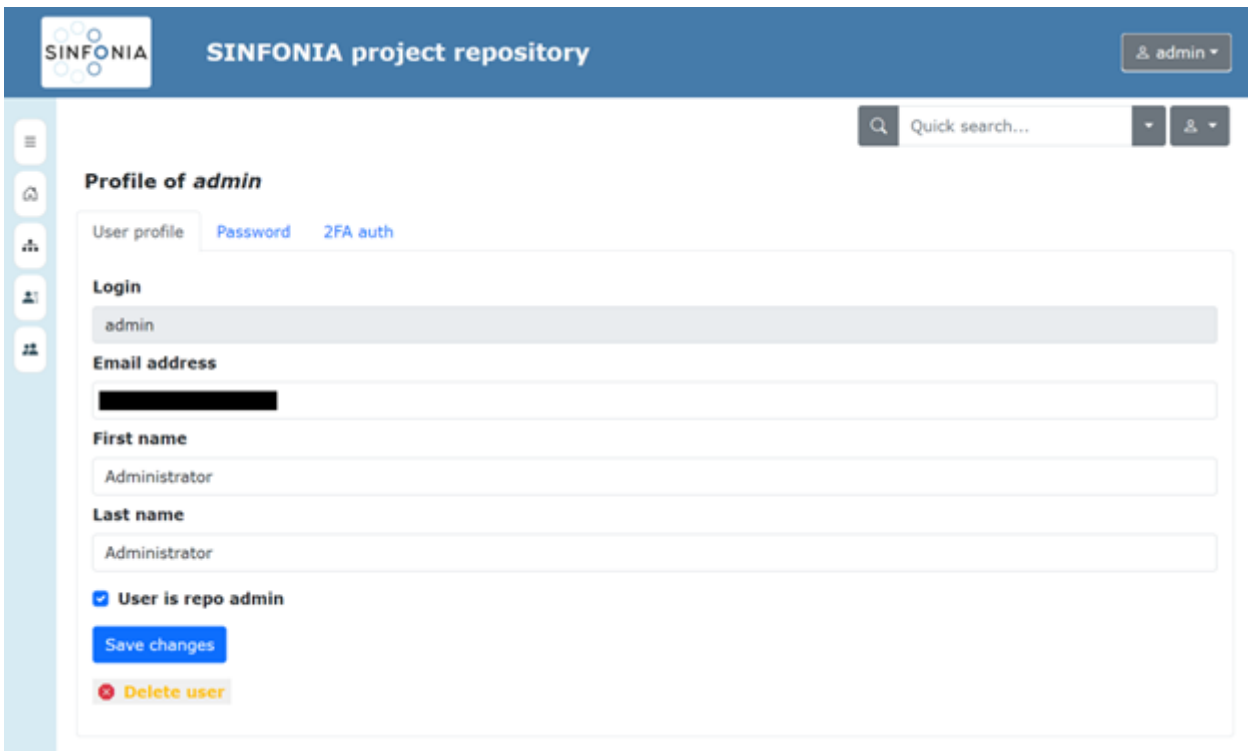 SINFONIA
SINFONIA project repository
admin
Quick search...
Profile of admin
User profile Password 2FA auth
Login
admin
Email address
First name
Administrator
Last name
Administrator
User is repo admin
Save changes
Delete user